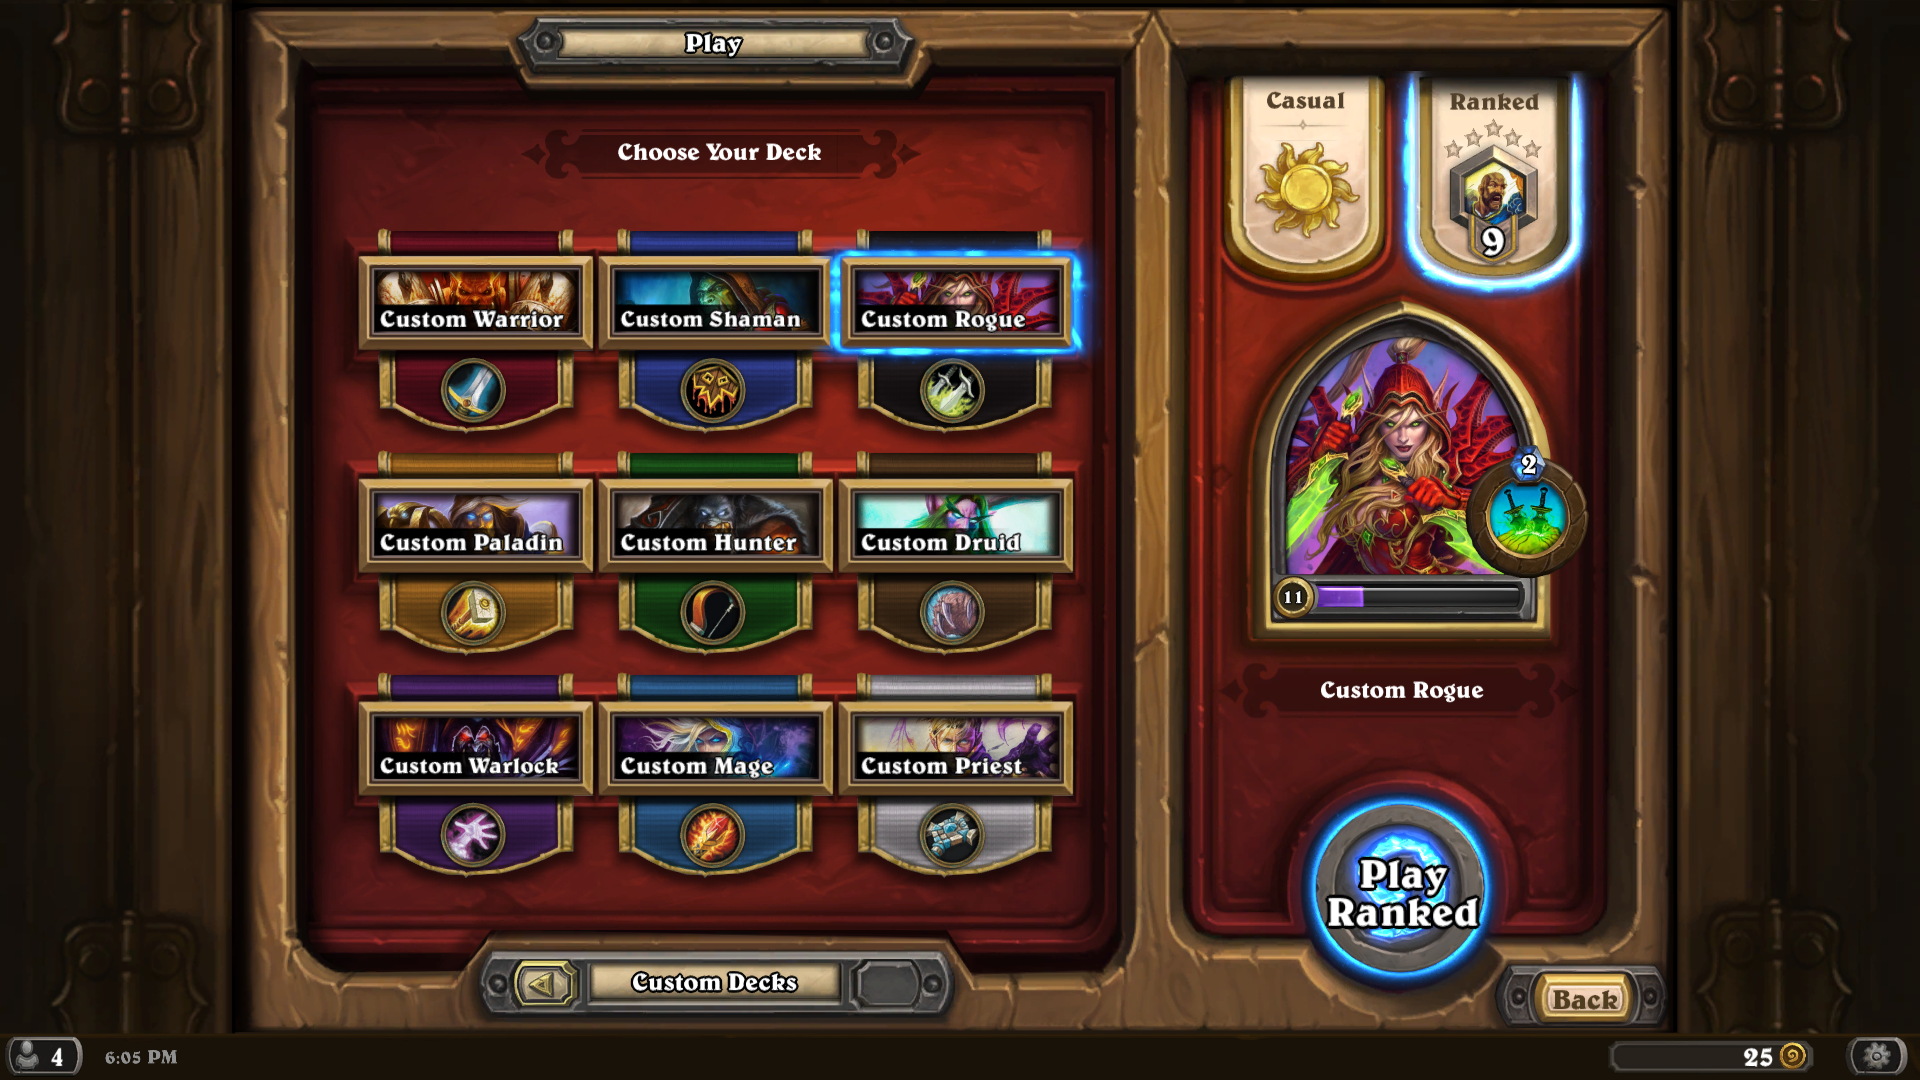 Play
Choose Your Deck
Custom Warrior
Custom Shaman
Custom Rogue
Custom Paladin
Custom Hunter
Custom Druid
Custom Warlock
Custom Mage
Custom Priest
Custom Decks
Casual
Ranked
9
2
11
Custom Rogue
Play
Ranked
Back
4
6:05 PM
25